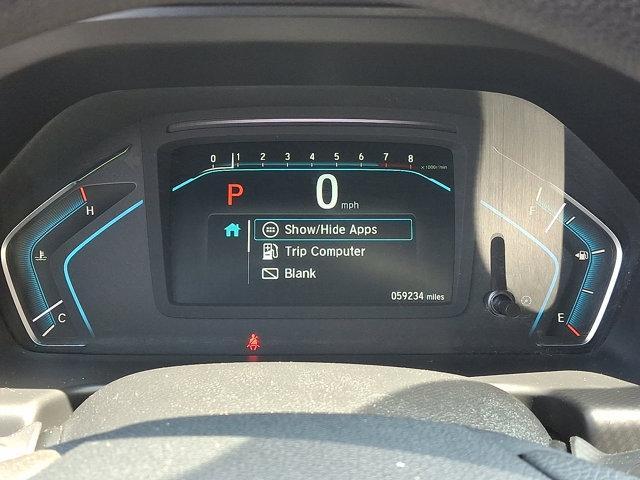 0 1 2 3 4 5 6 7 8 x1000r/min
P 0 mph
H
F
Show/Hide Apps
Trip Computer
Blank
059234 miles
C
E